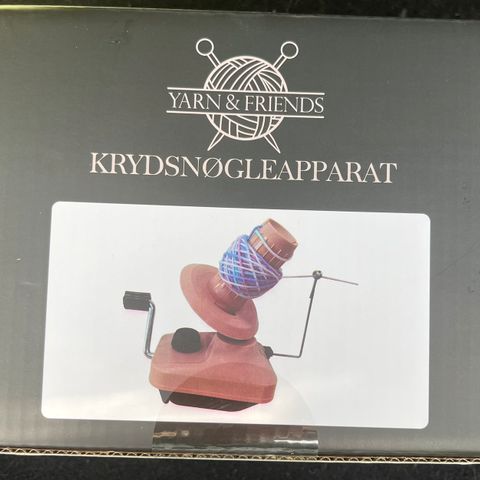 YARN & FRIENDS
KRYDSNØGLEAPPARAT